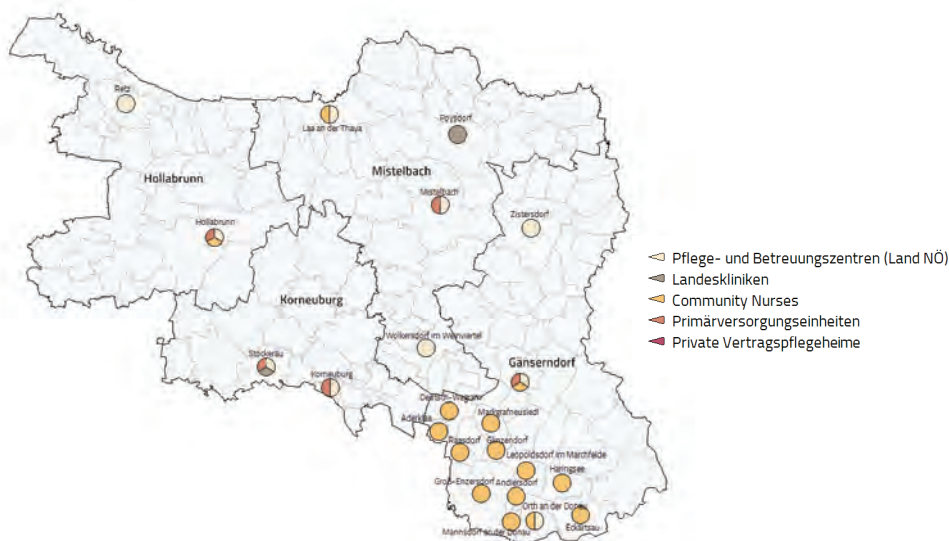 Retz
Laa an der Thaya
Poysdorf
Hollabrunn
Mistelbach
Mistelbach
Hollabrunn
Zistersdorf
Pflege- und Betreuungszentren (Land NÖ)
Landeskliniken
Community Nurses
Primärversorgungseinheiten
Private Vertragspflegeheime
Korneuburg
Wolkersdorf im Weinviertel
Stockerau
Korneuburg
Gänserndorf
Deutsch-Wagram
Aderklaa
Markgrafneusiedl
Raasdorf
Glinzendorf
Leopoldsdorf im Marchfelde
Haringsee
Groß-Enzersdorf
Andlersdorf
Orth an der Donau
Mannsdorf an der Donau
Eckartsau